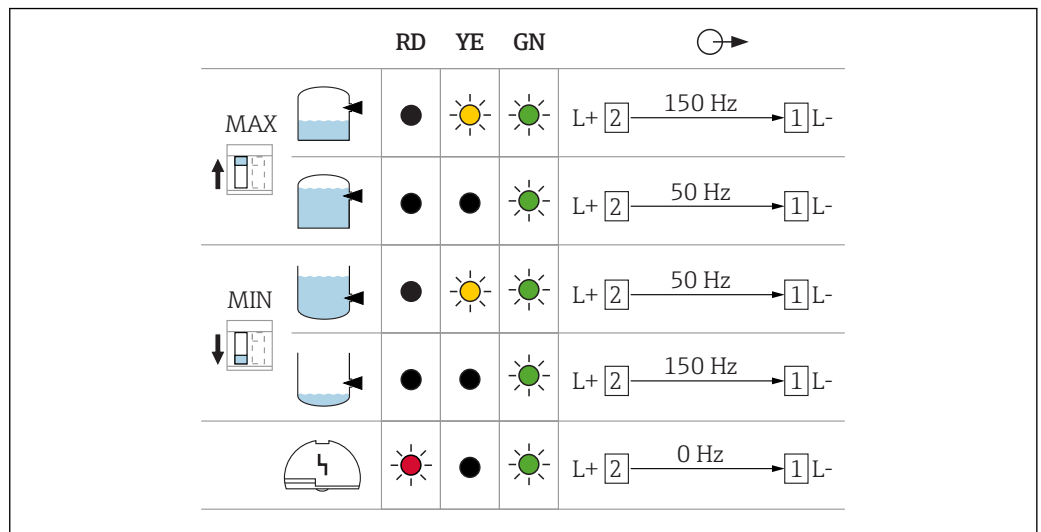 RD YE GN
MAX
L+ 2 150 Hz 1 L-
L+ 2 50 Hz 1 L-
MIN
L+ 2 50 Hz 1 L-
L+ 2 150 Hz 1 L-
L+ 2 0 Hz 1 L-